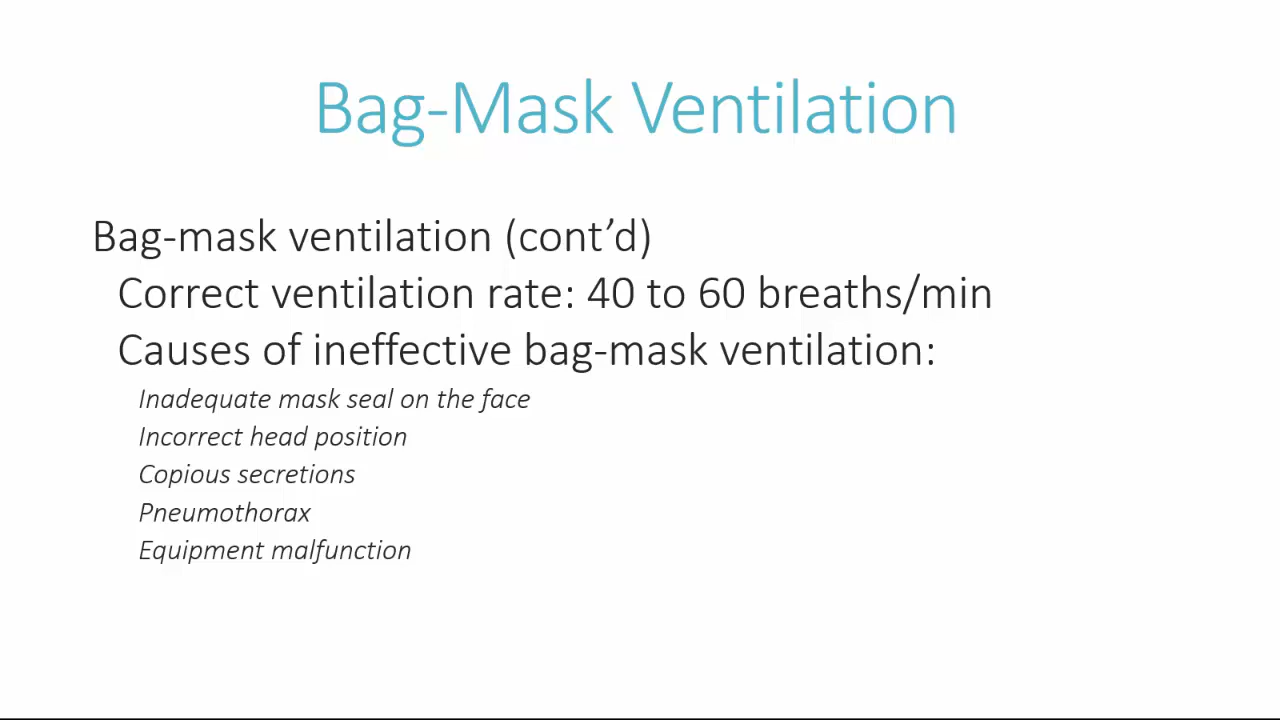 Bag-Mask Ventilation
Bag-mask ventilation (cont’d)
Correct ventilation rate: 40 to 60 breaths/min
Causes of ineffective bag-mask ventilation:
Inadequate mask seal on the face
Incorrect head position
Copious secretions
Pneumothorax
Equipment malfunction